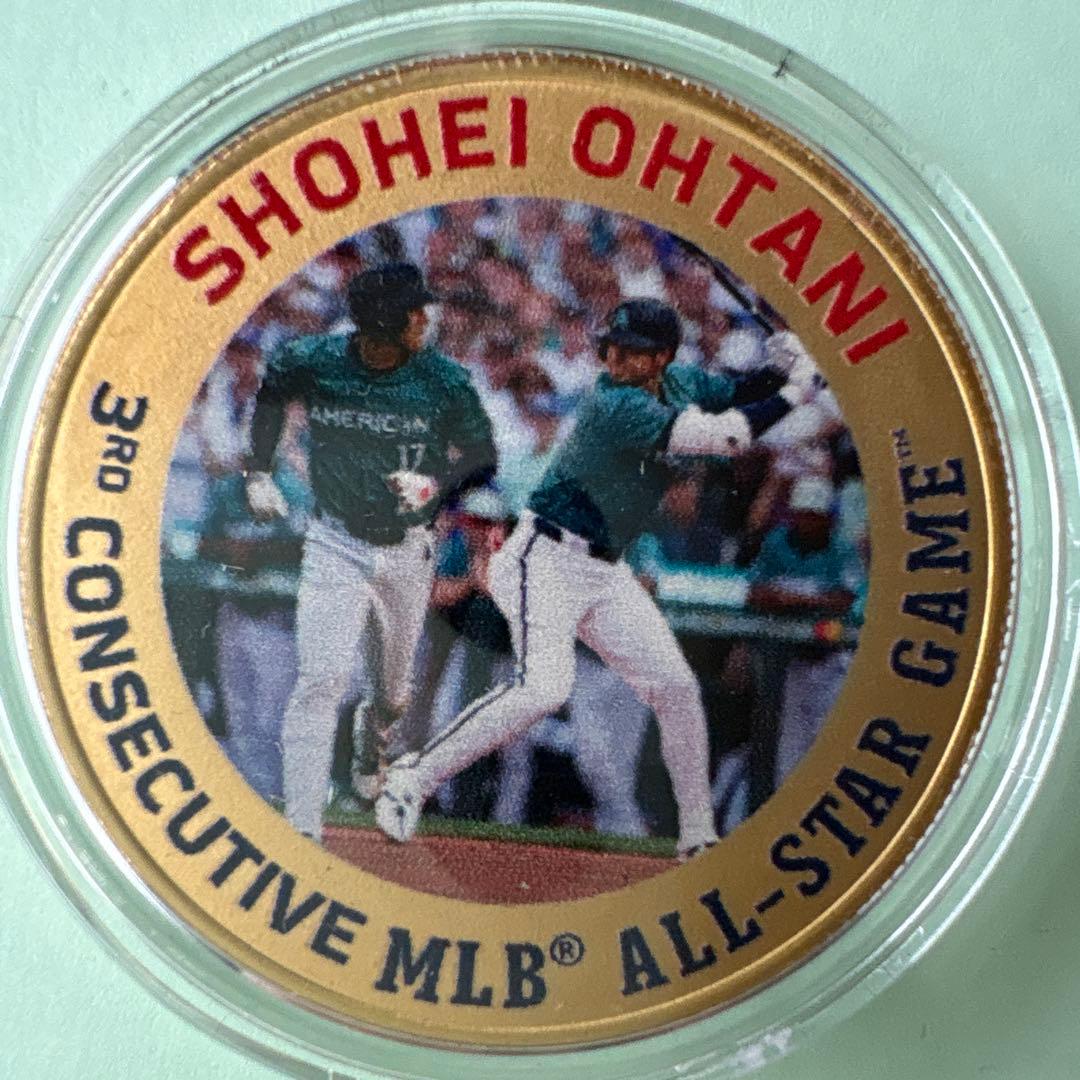 SHOHEI OHTANI
3RD CONSECUTIVE MLB® ALL-STAR GAME™
AMERICAN
17